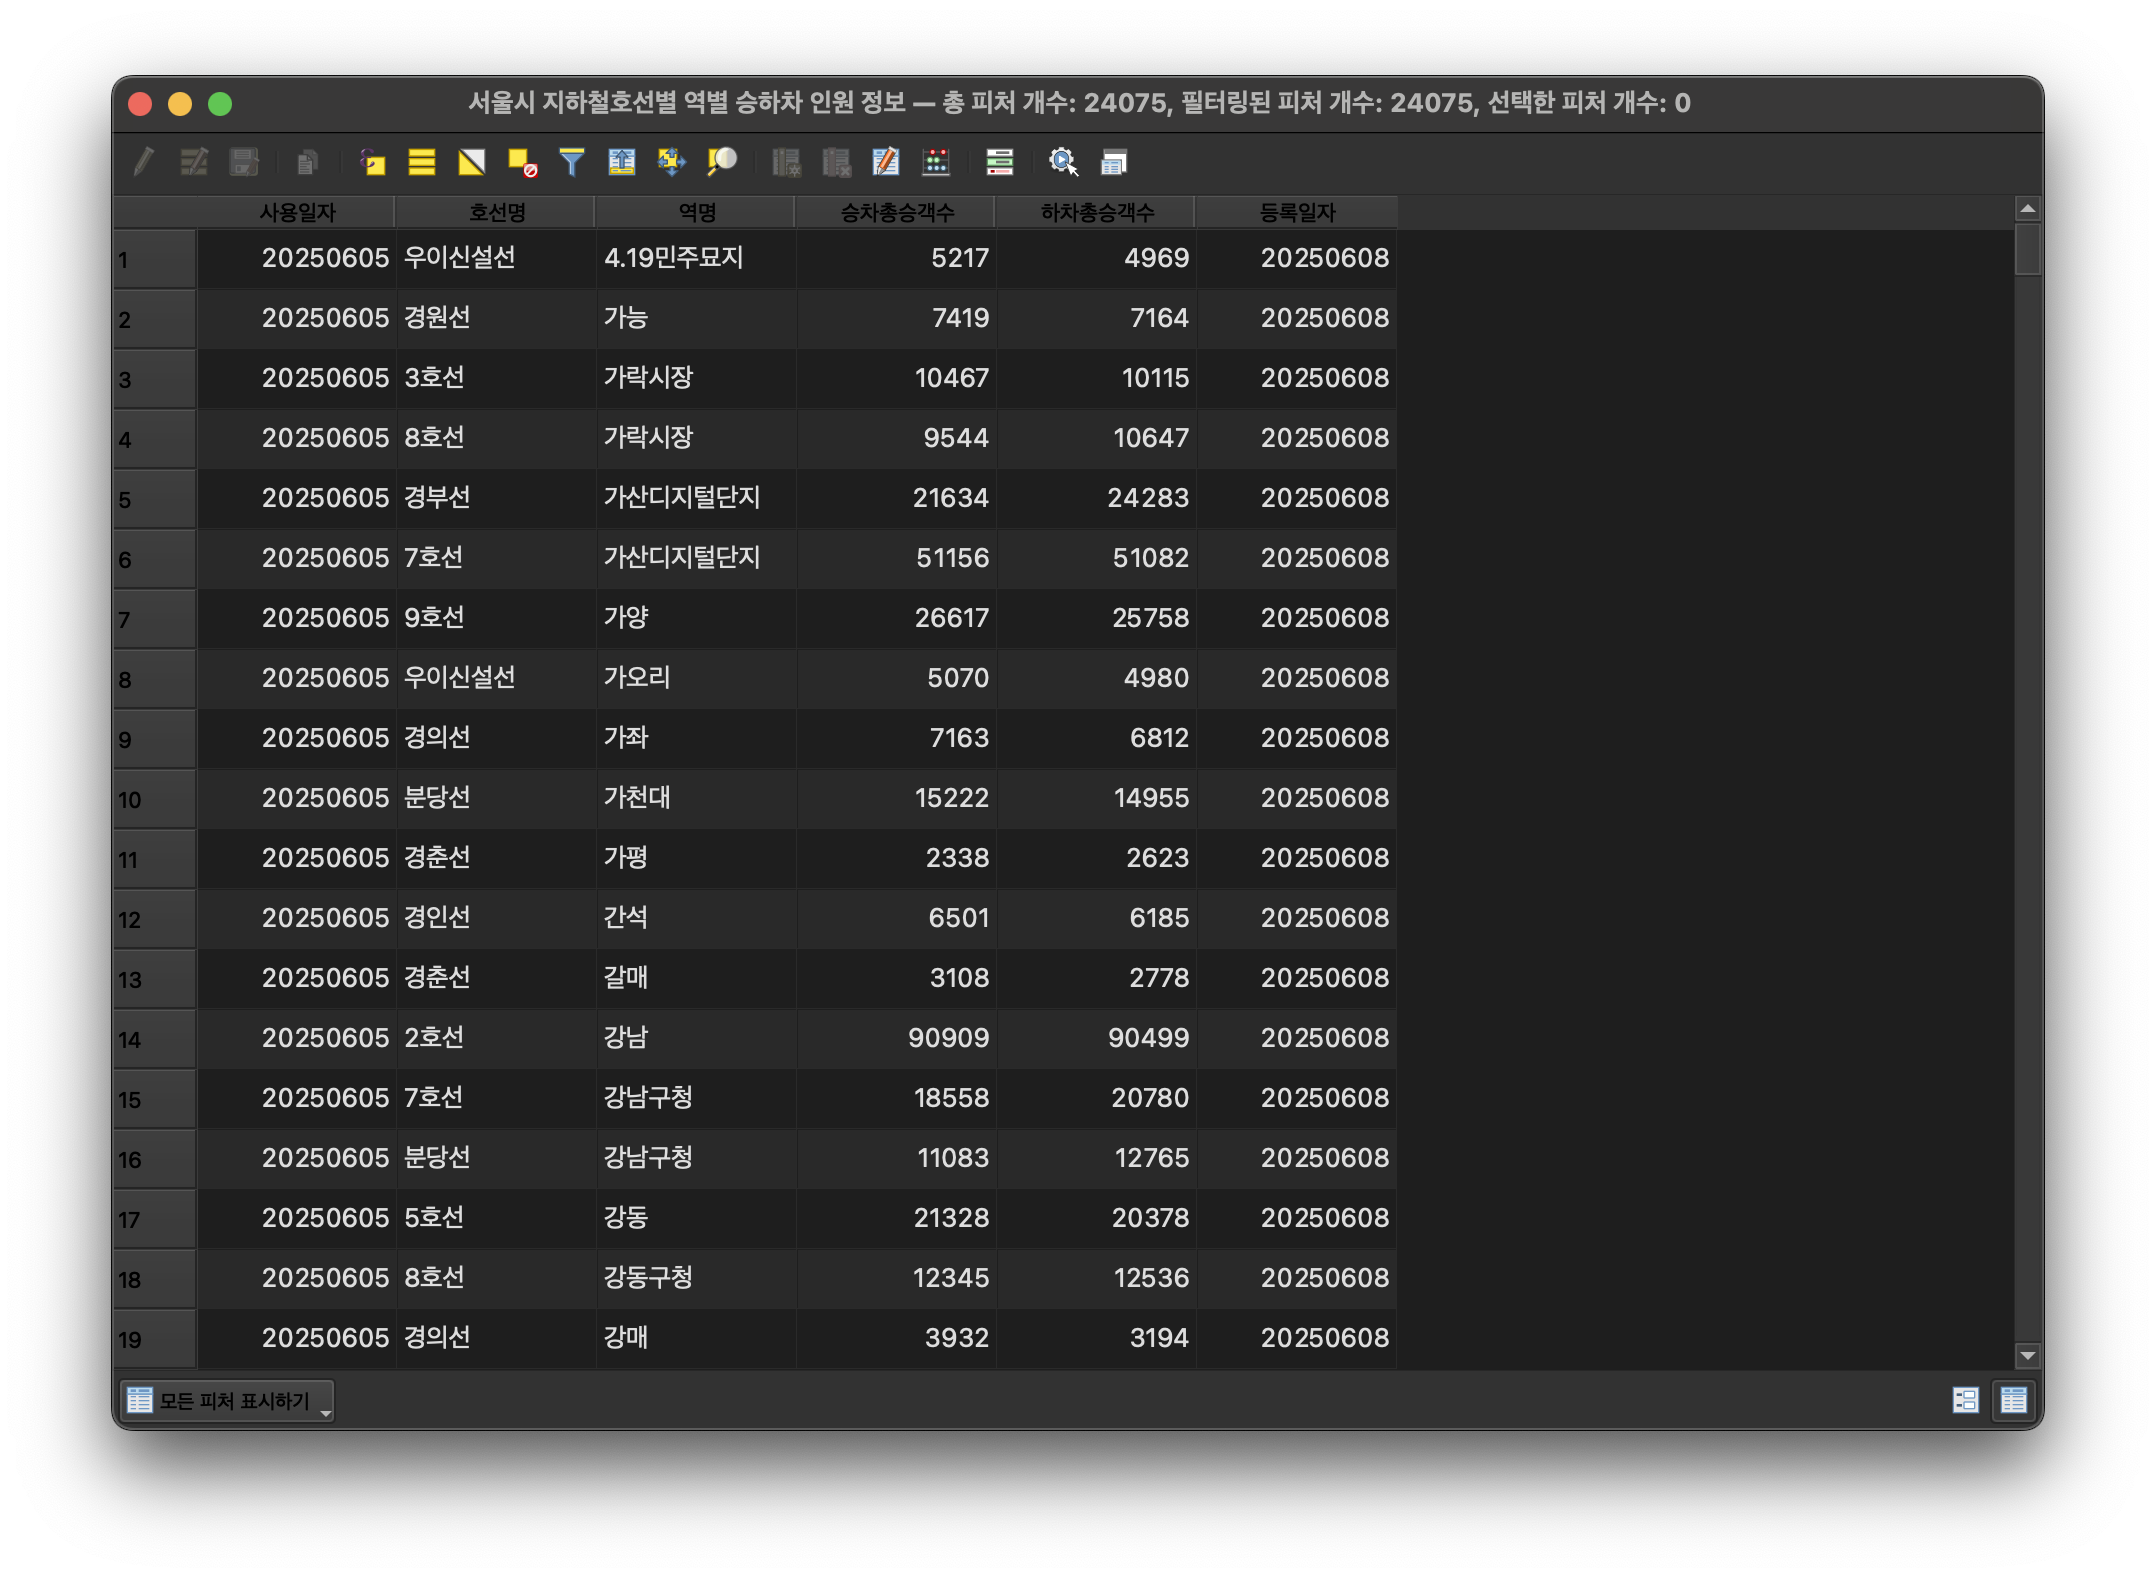 서울시 지하철호선별 역별 승하차 인원 정보 — 총 피처 개수: 24075, 필터링된 피처 개수: 24075, 선택한 피처 개수: 0
사용일자 호선명 역명 승차총승객수 하차총승객수 등록일자
1 20250605 우이신설선 4.19민주묘지 5217 4969 20250608
2 20250605 경원선 가능 7419 7164 20250608
3 20250605 3호선 가락시장 10467 10115 20250608
4 20250605 8호선 가락시장 9544 10647 20250608
5 20250605 경부선 가산디지털단지 21634 24283 20250608
6 20250605 7호선 가산디지털단지 51156 51082 20250608
7 20250605 9호선 가양 26617 25758 20250608
8 20250605 우이신설선 가오리 5070 4980 20250608
9 20250605 경의선 가좌 7163 6812 20250608
10 20250605 분당선 가천대 15222 14955 20250608
11 20250605 경춘선 가평 2338 2623 20250608
12 20250605 경인선 간석 6501 6185 20250608
13 20250605 경춘선 갈매 3108 2778 20250608
14 20250605 2호선 강남 90909 90499 20250608
15 20250605 7호선 강남구청 18558 20780 20250608
16 20250605 분당선 강남구청 11083 12765 20250608
17 20250605 5호선 강동 21328 20378 20250608
18 20250605 8호선 강동구청 12345 12536 20250608
19 20250605 경의선 강매 3932 3194 20250608
모든 피처 표시하기